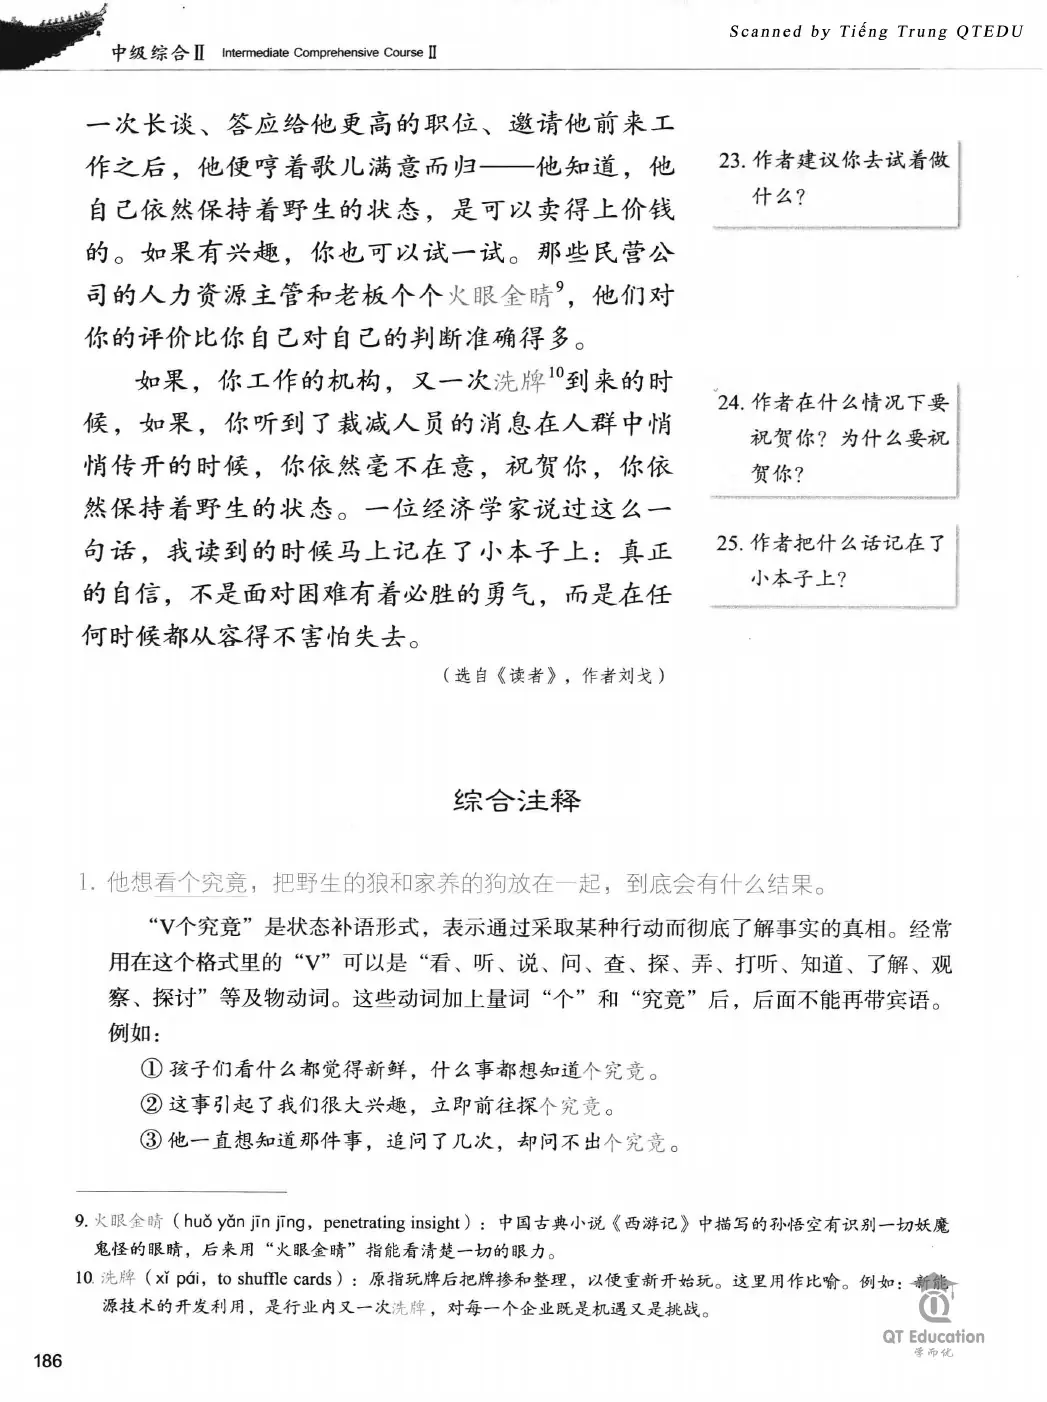 Scanned by Tiếng Trung QTEDU
中级综合Ⅱ Intermediate Comprehensive Course Ⅱ
一次长谈、答应给他更高的职位、邀请他前来工
作之后，他便哼着歌儿满意而归——他知道，他
自己依然保持着野生的状态，是可以卖得上价钱
的。如果有兴趣，你也可以试一试。那些民营公
司的人力资源主管和老板个个火眼金睛9，他们对
你的评价比你自己对自己的判断准确得多。
23. 作者建议你去试着做
什么？
如果，你工作的机构，又一次洗牌10到来的时
候，如果，你听到了裁减人员的消息在人群中悄
悄传开的时候，你依然毫不在意，祝贺你，你依
然保持着野生的状态。一位经济学家说过这么一
句话，我读到的时候马上记在了小本子上：真正
的自信，不是面对困难有着必胜的勇气，而是在任
何时候都从容得不害怕失去。
24. 作者在什么情况下要
祝贺你？为什么要祝
贺你？
25. 作者把什么话记在了
小本子上？
（选自《读者》，作者刘戈）
综合注释
1. 他想看个究竟，把野生的狼和家养的狗放在一起，到底会有什么结果。
“V个究竟”是状态补语形式，表示通过采取某种行动而彻底了解事实的真相。经常
用在这个格式里的“V”可以是“看、听、说、问、查、探、弄、打听、知道、了解、观
察、探讨”等及物动词。这些动词加上量词“个”和“究竟”后，后面不能再带宾语。
例如：
① 孩子们看什么都觉得新鲜，什么事都想知道个究竟。
② 这事引起了我们很大兴趣，立即前往探个究竟。
③ 他一直想知道那件事，追问了几次，却问不出个究竟。
9. 火眼金睛（huǒ yǎn jīn jīng，penetrating insight）：中国古典小说《西游记》中描写的孙悟空有识别一切妖魔
鬼怪的眼睛，后来用“火眼金睛”指能看清楚一切的眼力。
10. 洗牌（xǐ pái，to shuffle cards）：原指玩牌后把牌掺和整理，以便重新开始玩。这里用作比喻。例如：新能
源技术的开发利用，是行业内又一次洗牌，对每一个企业既是机遇又是挑战。
QT Education
学而优
186